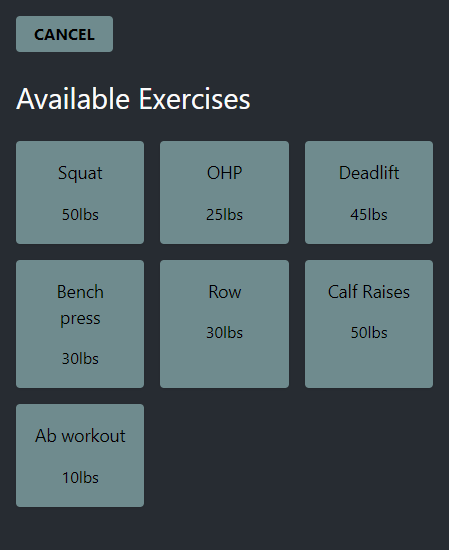 CANCEL
Available Exercises
Squat
50lbs
OHP
25lbs
Deadlift
45lbs
Bench
press
30lbs
Row
30lbs
Calf Raises
50lbs
Ab workout
10lbs